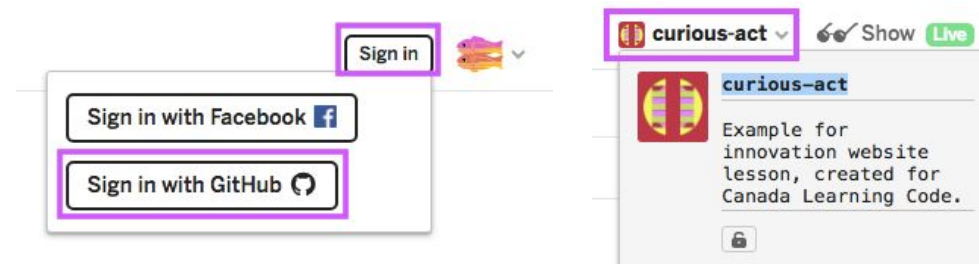 Sign in
Sign in with Facebook
Sign in with GitHub
curious-act
Show Live
curious-act
Example for
innovation website
lesson, created for
Canada Learning Code.